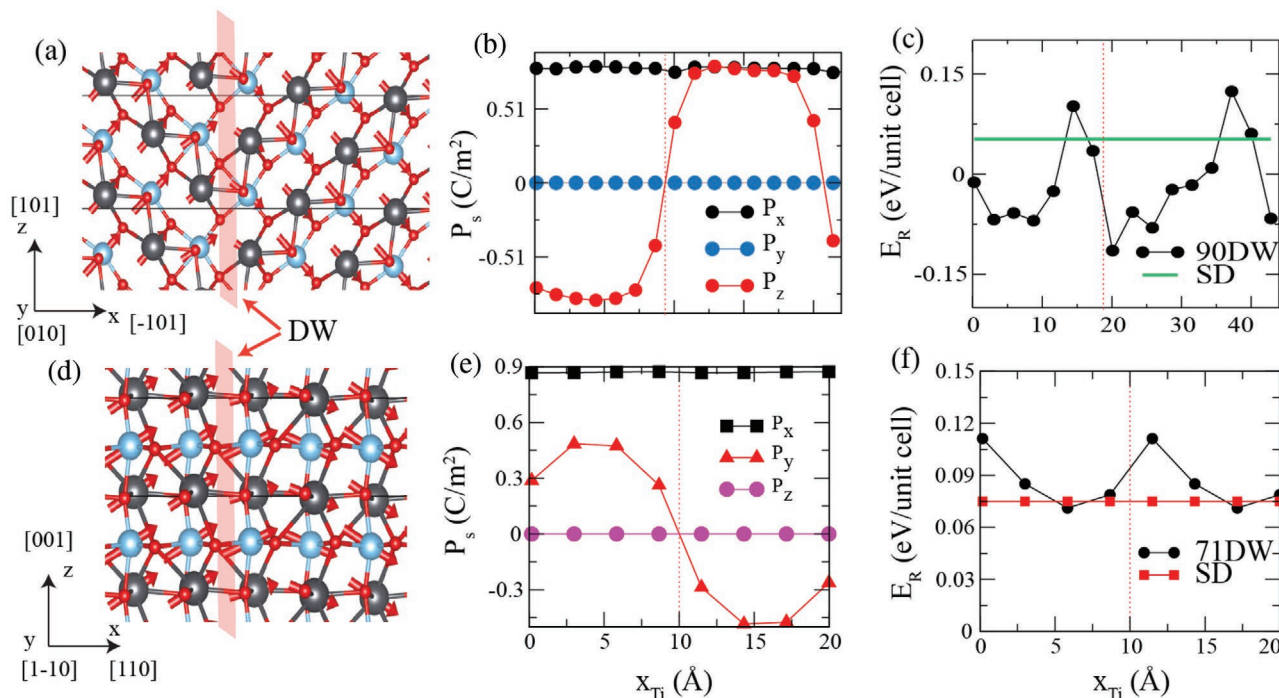 (a)
[101]
z
y
x
[010]
[-101]
DW
(b)
P_s (C/m²)
0.51
0
-0.51
P_x
P_y
P_z
(c)
E_R (eV/unit cell)
0.15
0
-0.15
90DW
SD
0 10 20 30 40
(d)
[001]
z
y
x
[1-10]
[110]
(e)
P_s (C/m²)
0.9
0.6
0.3
0
-0.3
P_x
P_y
P_z
0 5 10 15 20
x_Ti (Å)
(f)
E_R (eV/unit cell)
0.15
0.12
0.09
0.06
0.03
0
71DW
SD
0 5 10 15 20
x_Ti (Å)